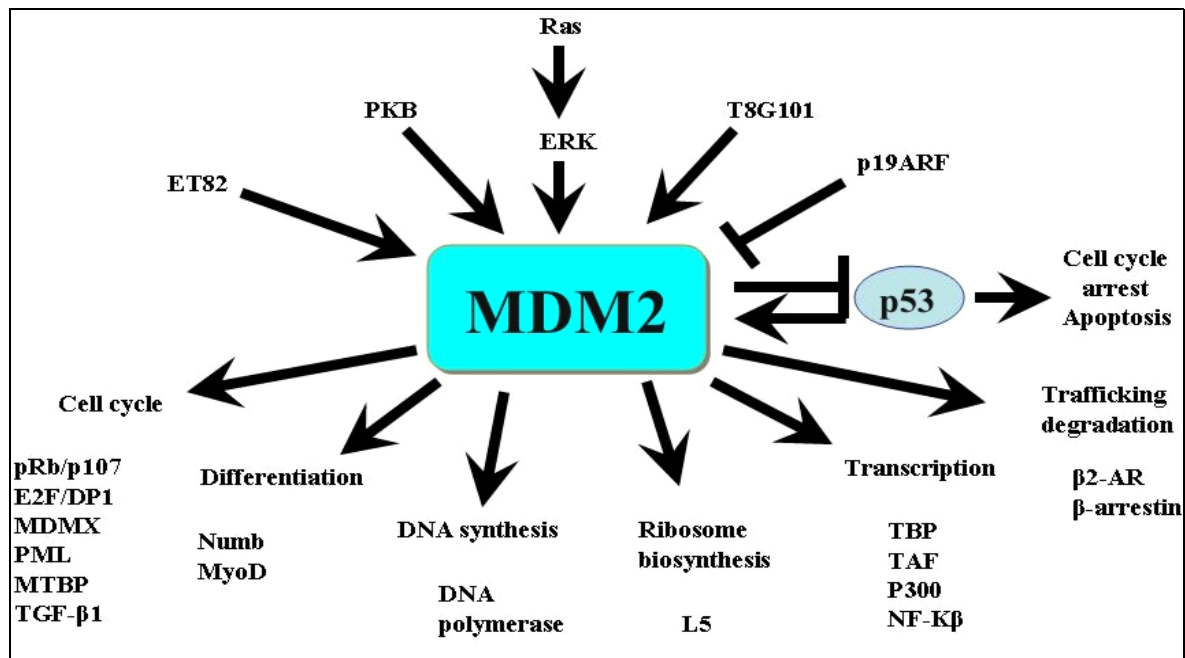 Ras
PKB
T8G101
ERK
p19ARF
ET82
MDM2
p53
Cell cycle
arrest
Apoptosis
Cell cycle
pRb/p107
E2F/DP1
MDMX
PML
MTBP
TGF-β1
Differentiation
Numb
MyoD
DNA synthesis
DNA
polymerase
Ribosome
biosynthesis
L5
Transcription
TBP
TAF
P300
NF-Kβ
Trafficking
degradation
β2-AR
β-arrestin